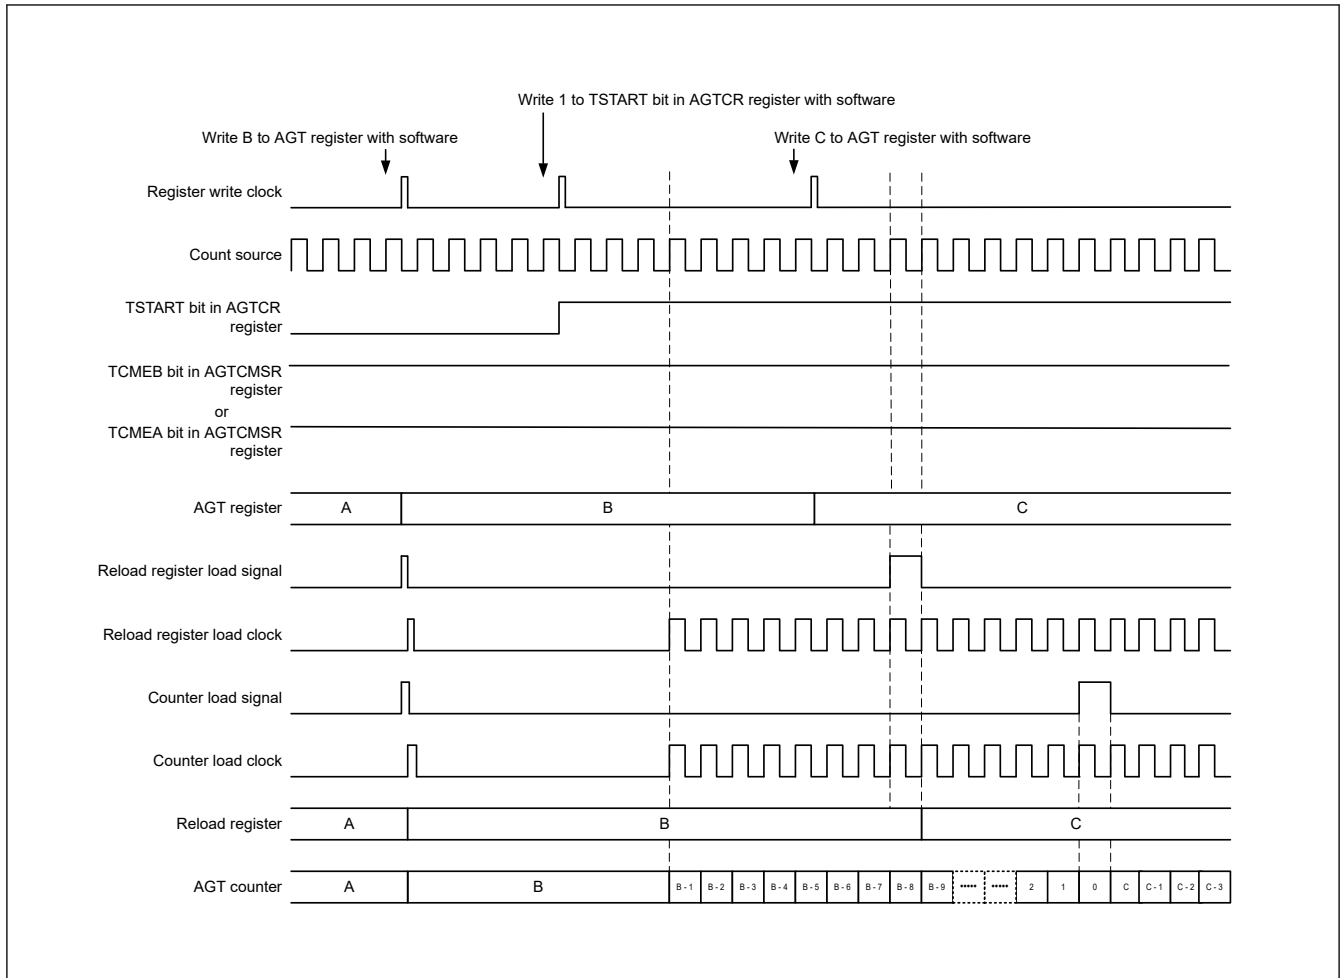 Write 1 to TSTART bit in AGTCR register with software
Write B to AGT register with software
Write C to AGT register with software
Register write clock
Count source
TSTART bit in AGTCR
register
TCMEB bit in AGTCMSR
register
or
TCMEA bit in AGTCMSR
register
AGT register
A
B
C
Reload register load signal
Reload register load clock
Counter load signal
Counter load clock
Reload register
A
B
C
AGT counter
A
B
B - 1
B - 2
B - 3
B - 4
B - 5
B - 6
B - 7
B - 8
B - 9
•••••
•••••
2
1
0
C
C - 1
C - 2
C - 3